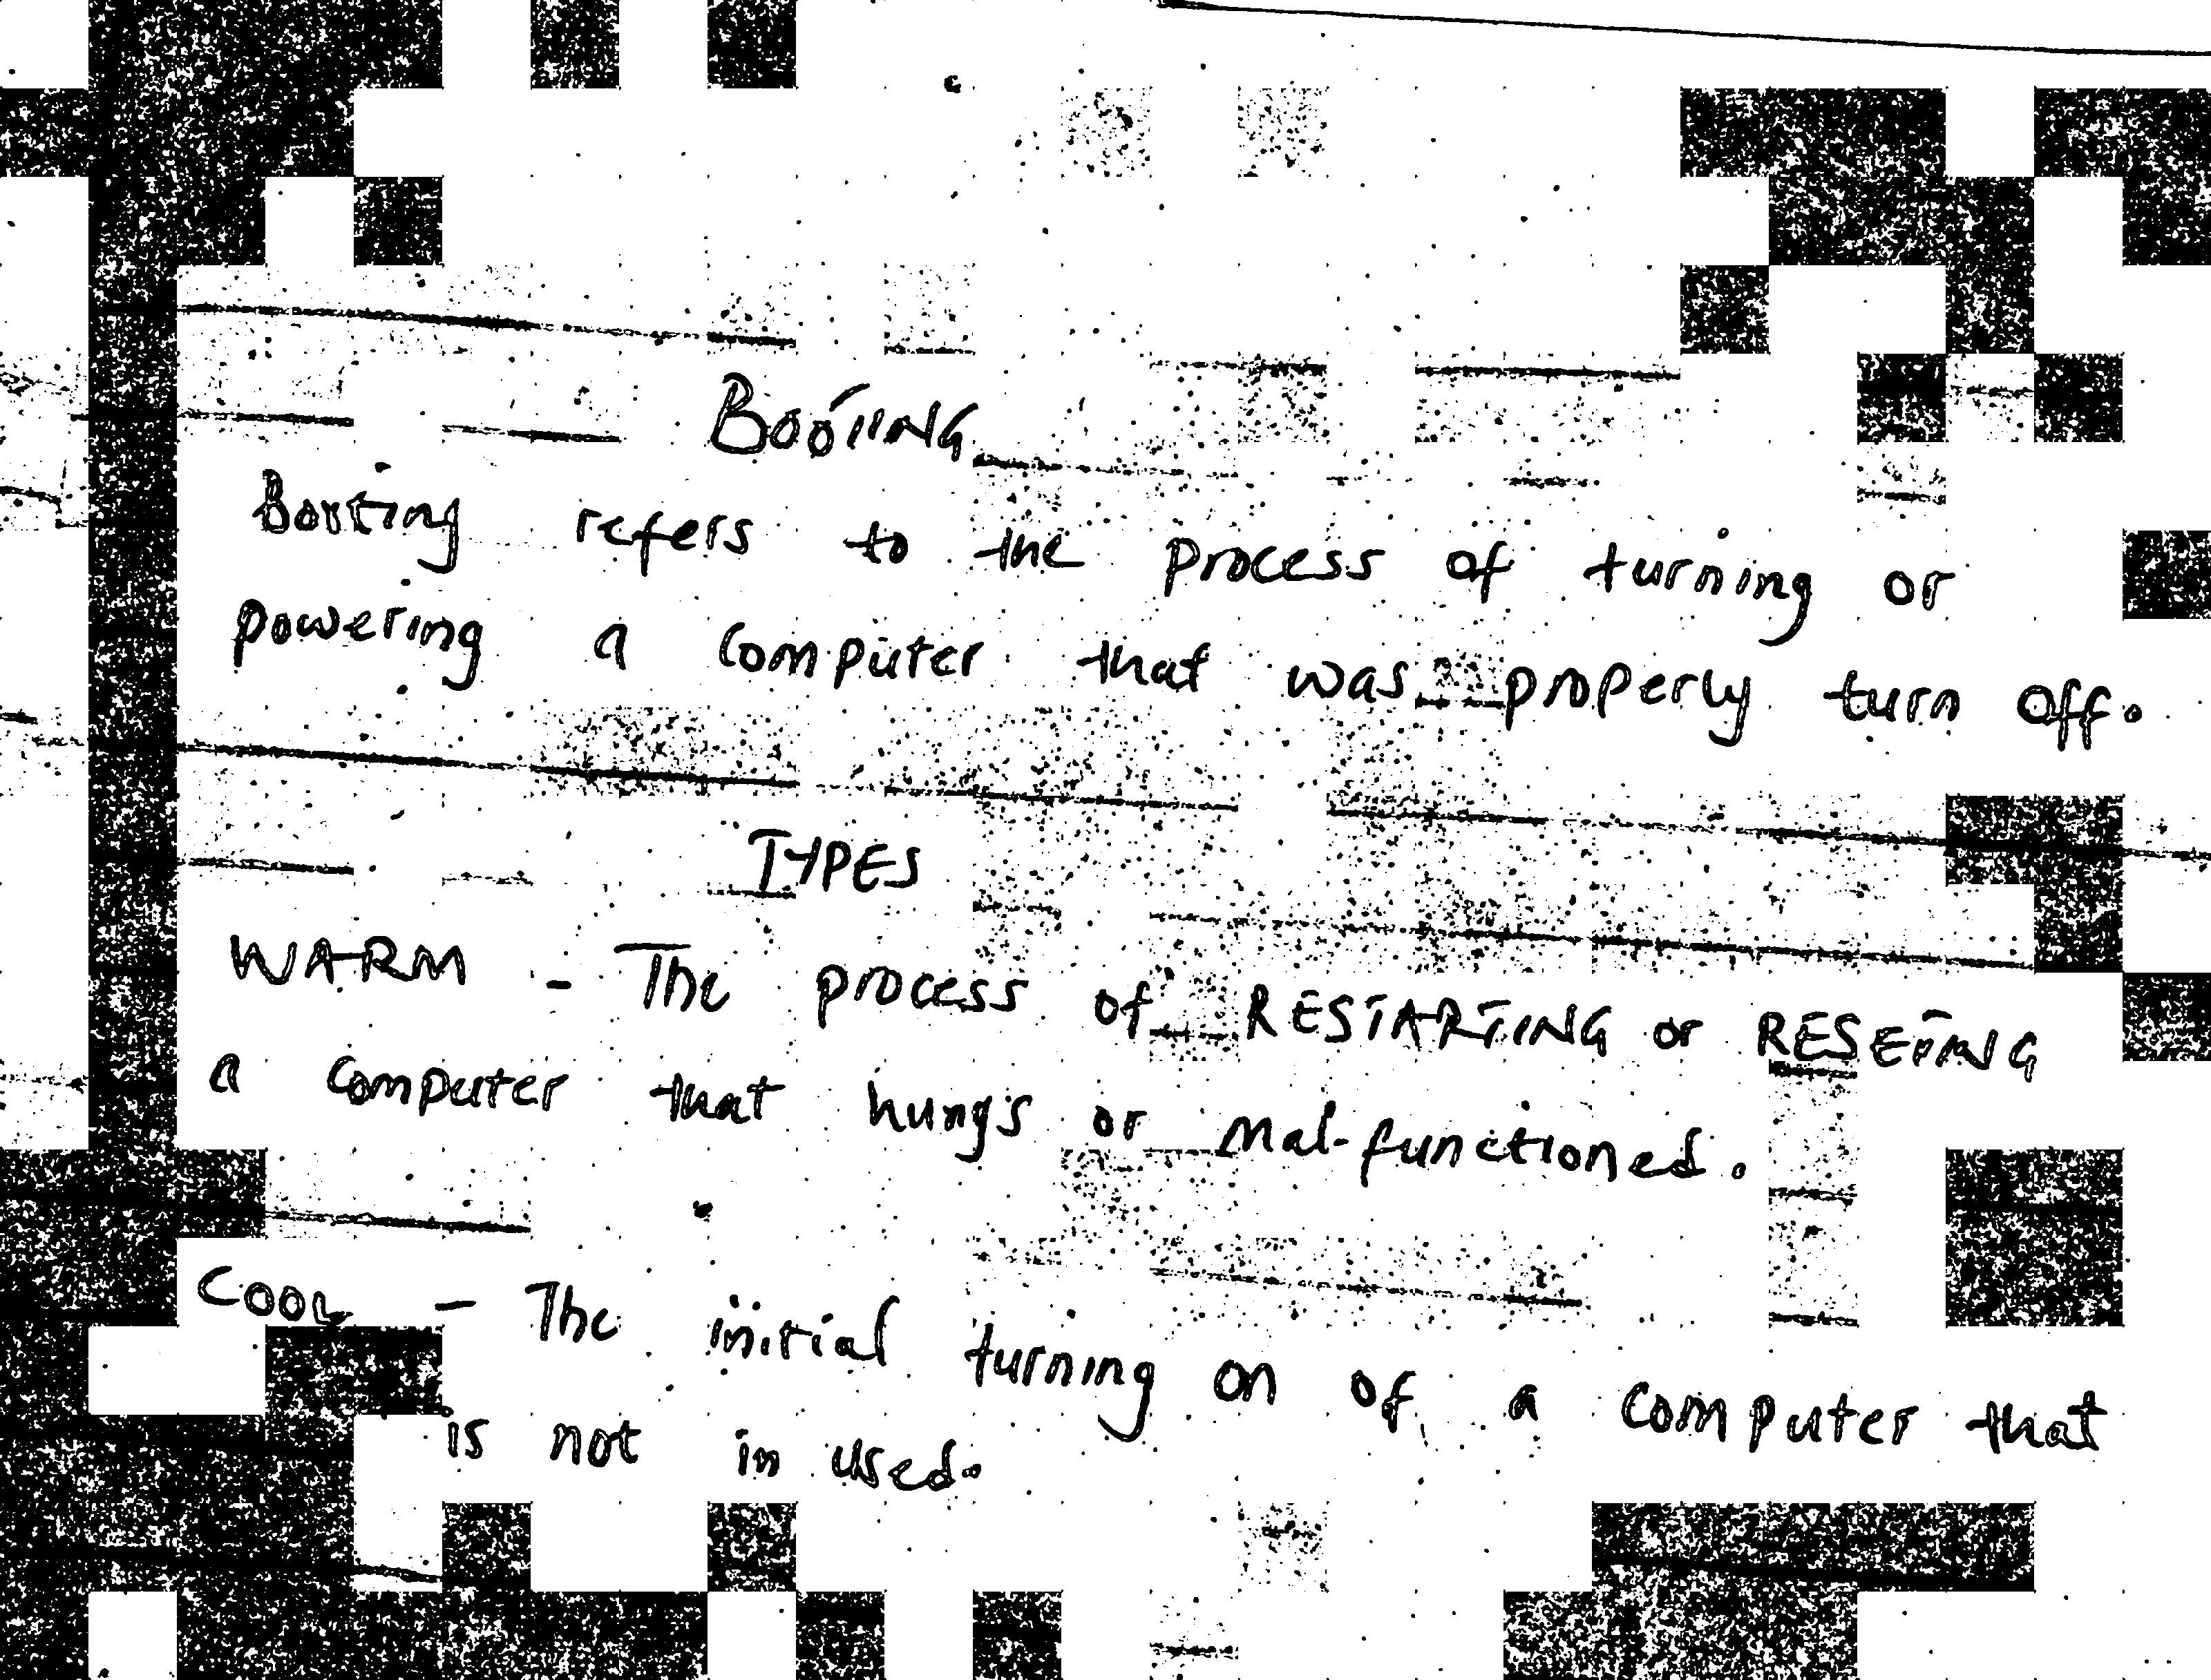 BOOTING
Booting refers to the process of turning or
powering a computer that was properly turn off.
TYPES
WARM - The process of RESTARTING or RESETING
a computer that hungs or mal-functioned.
COOL - The initial turning on of a computer that
is not in used.